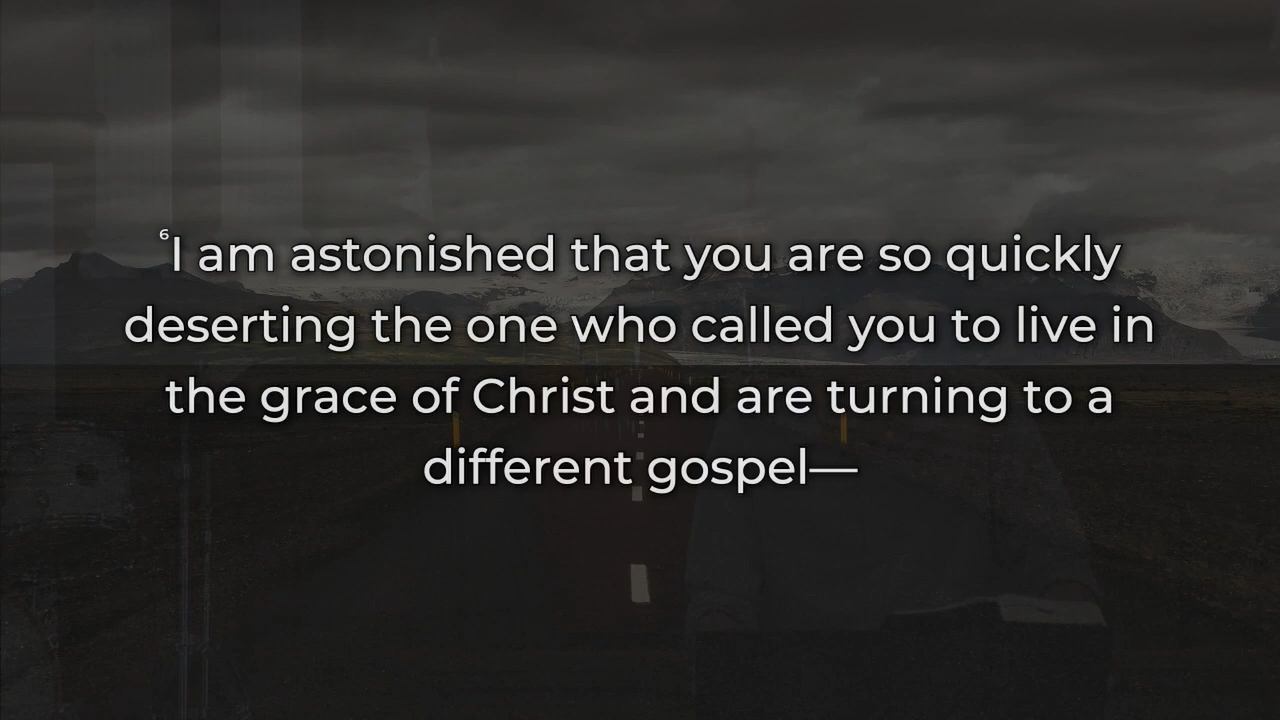 ⁶I am astonished that you are so quickly
deserting the one who called you to live in
the grace of Christ and are turning to a
different gospel—